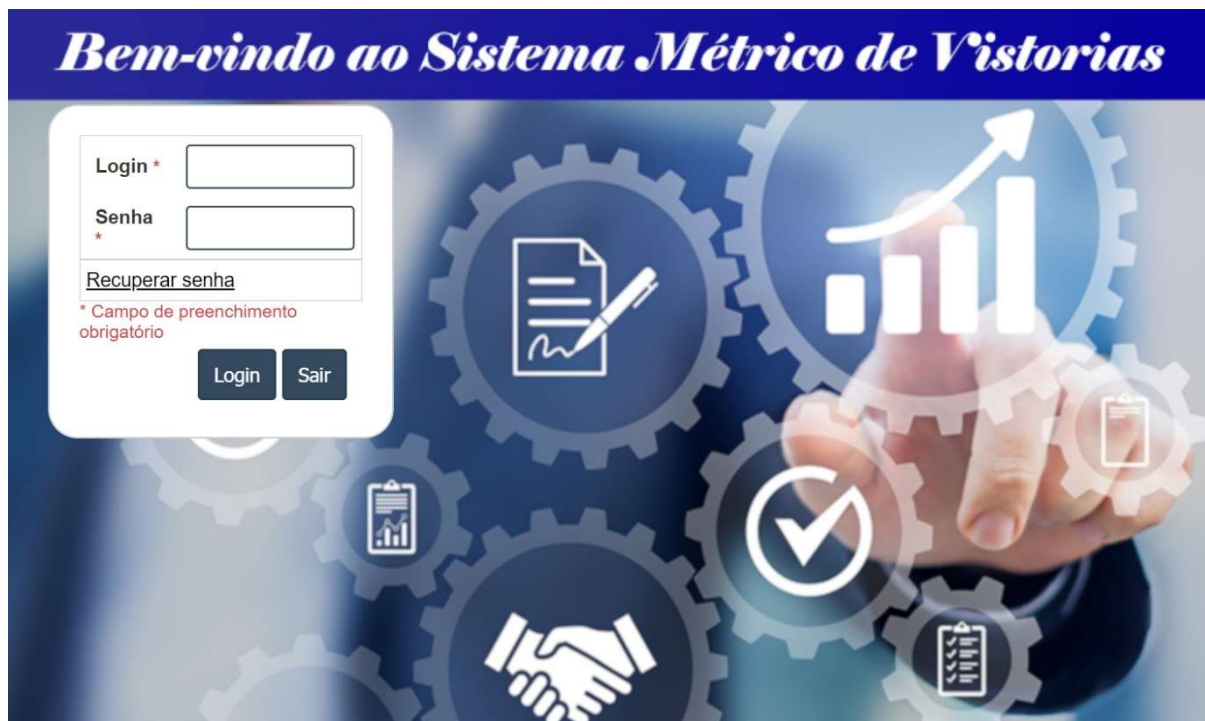 Bem-vindo ao Sistema Métrico de Vistorias
Login *
Senha
*
Recuperar senha
* Campo de preenchimento
obrigatório
Login Sair